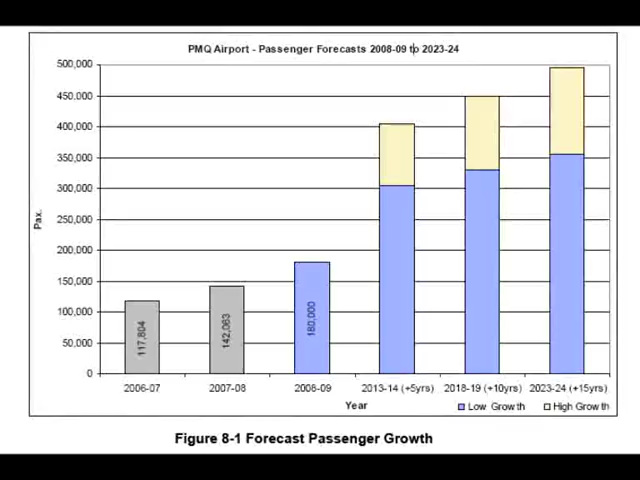 PMQ Airport - Passenger Forecasts 2008-09 to 2023-24
500,000
450,000
400,000
350,000
300,000
250,000
200,000
150,000
100,000
50,000
0
Pax.
117,804
142,063
180,000
2006-07 2007-08 2008-09 2013-14 (+5yrs) 2018-19 (+10yrs) 2023-24 (+15yrs)
Year
Low Growth High Growth
Figure 8-1 Forecast Passenger Growth